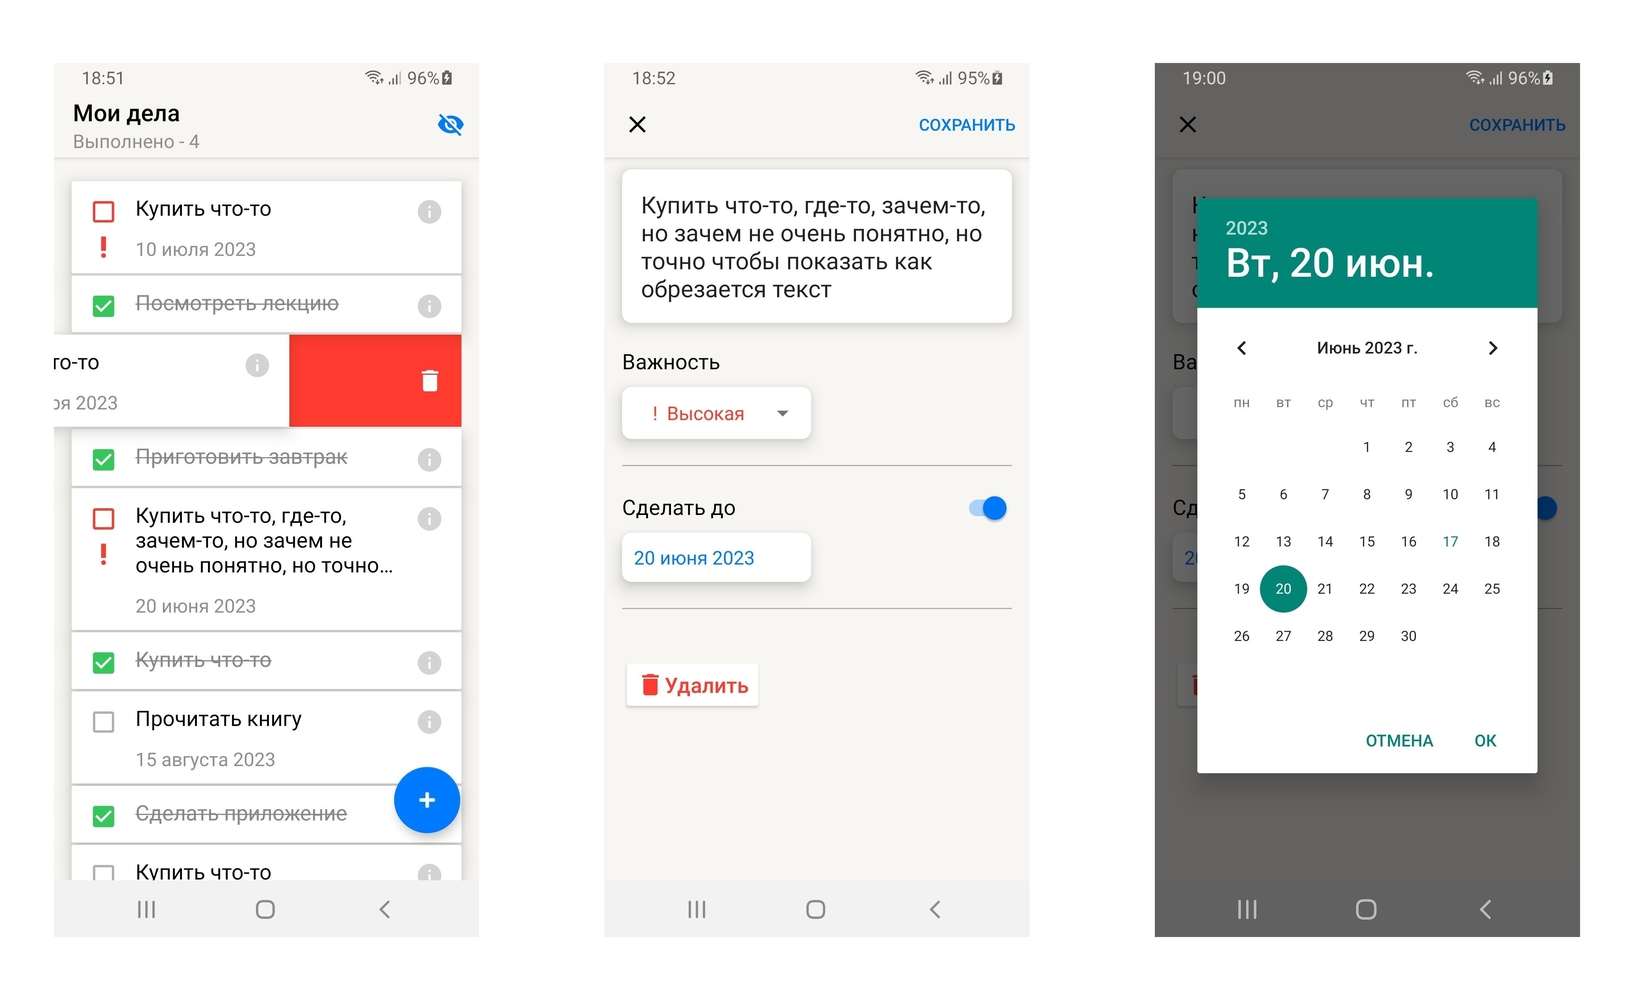 18:51
96%
Мои дела
Выполнено - 4
Купить что-то
!
10 июля 2023
Посмотреть лекцию
то-то
ря 2023
Приготовить завтрак
Купить что-то, где-то,
зачем-то, но зачем не
очень понятно, но точно...
!
20 июня 2023
Купить что-то
Прочитать книгу
15 августа 2023
Сделать приложение
+
Купить что-то
18:52
95%
СОХРАНИТЬ
Купить что-то, где-то, зачем-то,
но зачем не очень понятно, но
точно чтобы показать как
обрезается текст
Важность
! Высокая
Сделать до
20 июня 2023
Удалить
19:00
96%
СОХРАНИТЬ
Ва
Сд
2023
Вт, 20 июн.
Июнь 2023 г.
пн вт ср чт пт сб вс
1 2 3 4
5 6 7 8 9 10 11
12 13 14 15 16 17 18
19 20 21 22 23 24 25
26 27 28 29 30
ОТМЕНА ОК